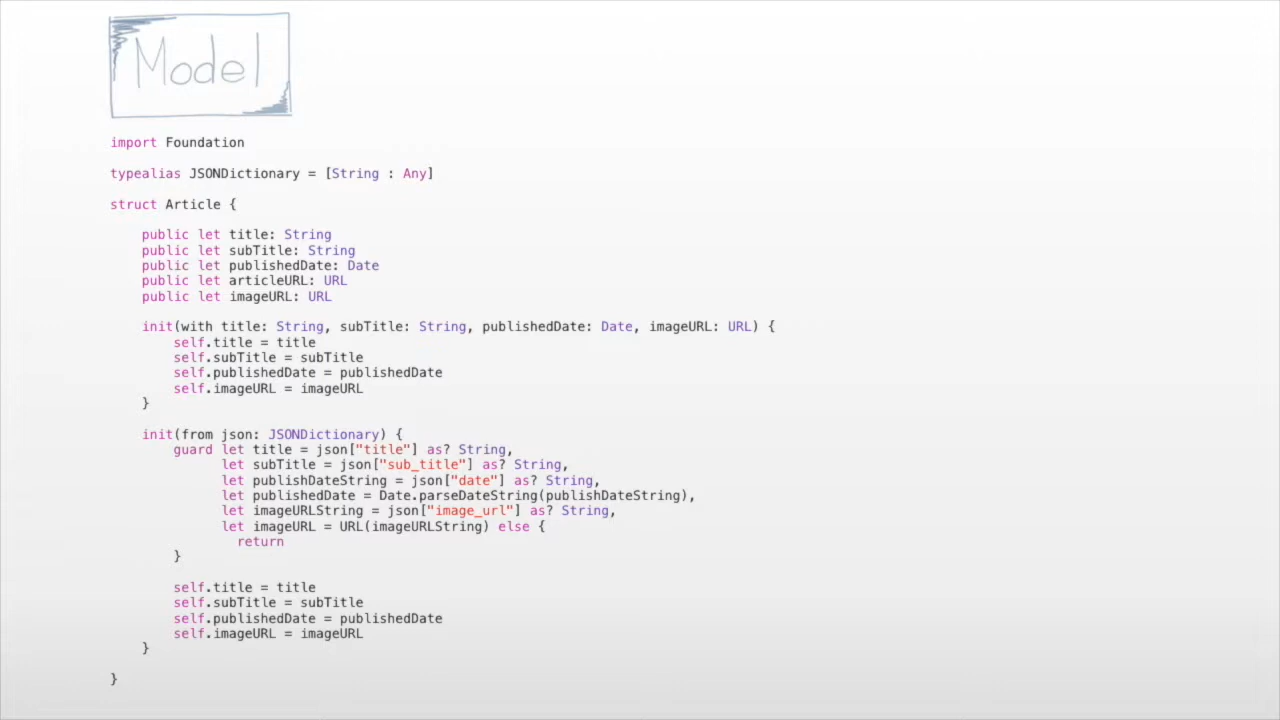 Model
import Foundation
typealias JSONDictionary = [String : Any]
struct Article {
public let title: String
public let subTitle: String
public let publishedDate: Date
public let articleURL: URL
public let imageURL: URL
init(with title: String, subTitle: String, publishedDate: Date, imageURL: URL) {
self.title = title
self.subTitle = subTitle
self.publishedDate = publishedDate
self.imageURL = imageURL
}
init(from json: JSONDictionary) {
guard let title = json["title"] as? String,
let subTitle = json["sub_title"] as? String,
let publishDateString = json["date"] as? String,
let publishedDate = Date.parseDateString(publishDateString),
let imageURLString = json["image_url"] as? String,
let imageURL = URL(imageURLString) else {
return
}
self.title = title
self.subTitle = subTitle
self.publishedDate = publishedDate
self.imageURL = imageURL
}
}